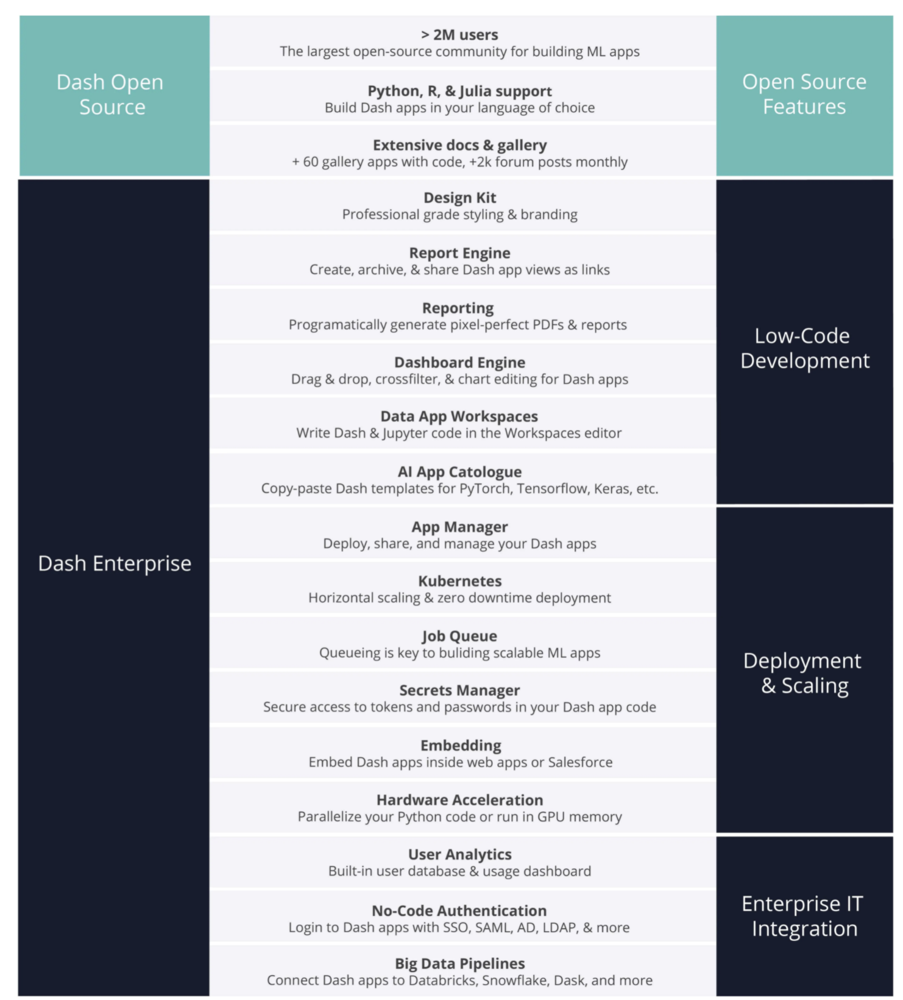 Dash Open
Source
> 2M users
The largest open-source community for building ML apps
Python, R, & Julia support
Build Dash apps in your language of choice
Extensive docs & gallery
+ 60 gallery apps with code, +2k forum posts monthly
Open Source
Features
Dash Enterprise
Design Kit
Professional grade styling & branding
Report Engine
Create, archive, & share Dash app views as links
Reporting
Programatically generate pixel-perfect PDFs & reports
Dashboard Engine
Drag & drop, crossfilter, & chart editing for Dash apps
Data App Workspaces
Write Dash & Jupyter code in the Workspaces editor
AI App Catologue
Copy-paste Dash templates for PyTorch, Tensorflow, Keras, etc.
Low-Code
Development
App Manager
Deploy, share, and manage your Dash apps
Kubernetes
Horizontal scaling & zero downtime deployment
Job Queue
Queueing is key to buliding scalable ML apps
Secrets Manager
Secure access to tokens and passwords in your Dash app code
Embedding
Embed Dash apps inside web apps or Salesforce
Hardware Acceleration
Parallelize your Python code or run in GPU memory
Deployment
& Scaling
User Analytics
Built-in user database & usage dashboard
No-Code Authentication
Login to Dash apps with SSO, SAML, AD, LDAP, & more
Big Data Pipelines
Connect Dash apps to Databricks, Snowflake, Dask, and more
Enterprise IT
Integration